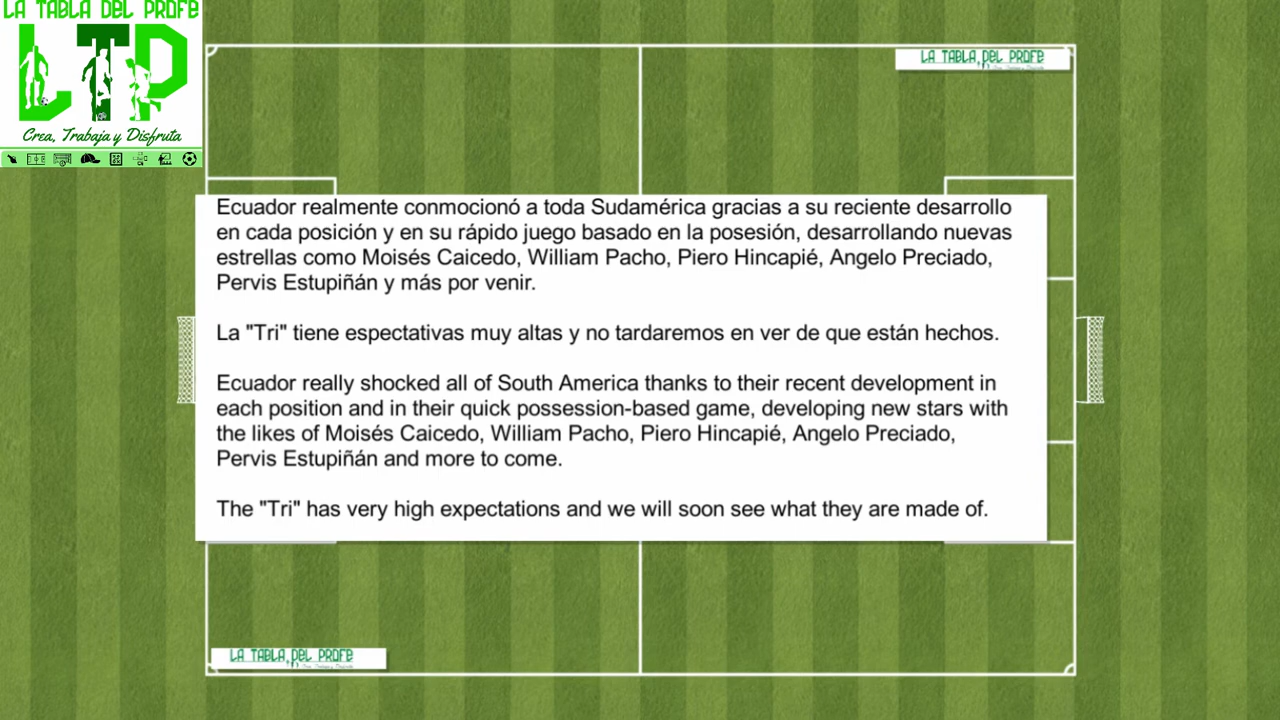 LA TABLA DEL PROFE
LTP
Crea, Trabaja y Disfruta
LA TABLA DEL PROFE
Ecuador realmente conmocionó a toda Sudamérica gracias a su reciente desarrollo
en cada posición y en su rápido juego basado en la posesión, desarrollando nuevas
estrellas como Moisés Caicedo, William Pacho, Piero Hincapié, Angelo Preciado,
Pervis Estupiñán y más por venir.
La "Tri" tiene espectativas muy altas y no tardaremos en ver de que están hechos.
Ecuador really shocked all of South America thanks to their recent development in
each position and in their quick possession-based game, developing new stars with
the likes of Moisés Caicedo, William Pacho, Piero Hincapié, Angelo Preciado,
Pervis Estupiñán and more to come.
The "Tri" has very high expectations and we will soon see what they are made of.
LA TABLA DEL PROFE